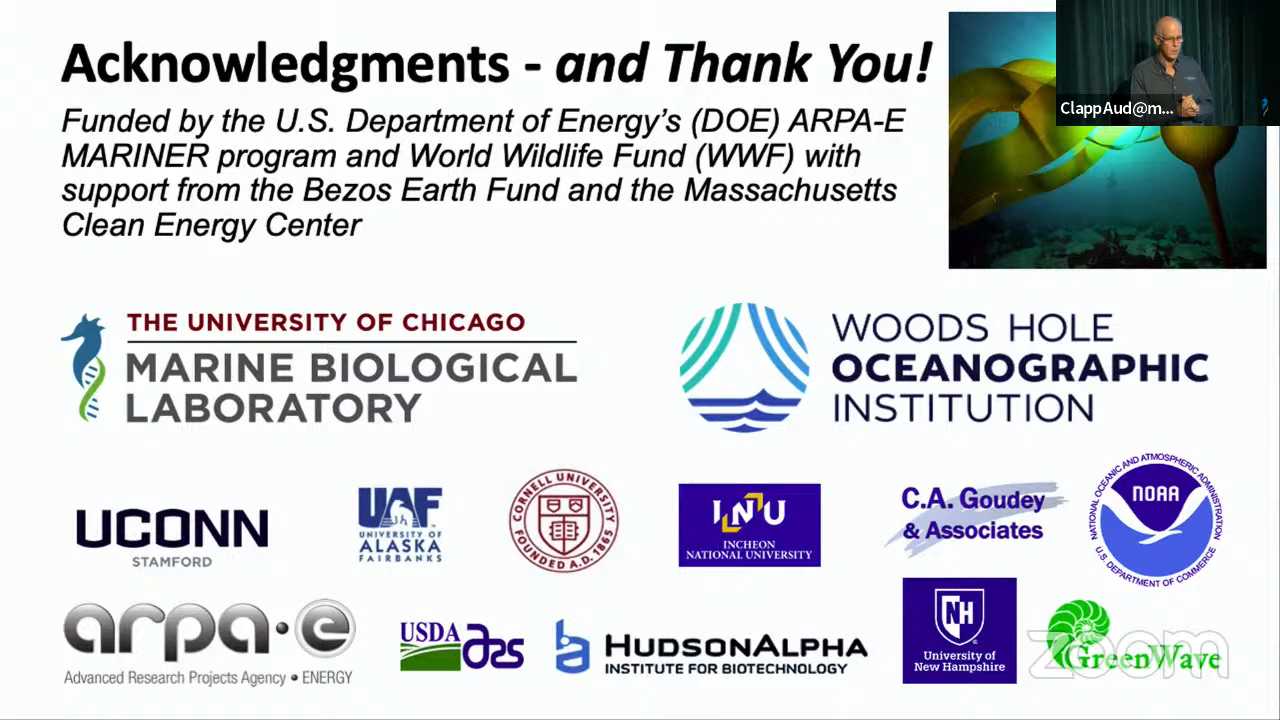 Acknowledgments - and Thank You!
Funded by the U.S. Department of Energy's (DOE) ARPA-E
MARINER program and World Wildlife Fund (WWF) with
support from the Bezos Earth Fund and the Massachusetts
Clean Energy Center
ClappAud@m...
THE UNIVERSITY OF CHICAGO
MARINE BIOLOGICAL
LABORATORY
WOODS HOLE
OCEANOGRAPHIC
INSTITUTION
UCONN
STAMFORD
UAF
UNIVERSITY OF
ALASKA
FAIRBANKS
CORNELL UNIVERSITY
FOUNDED A.D. 1865
INU
INCHEON
NATIONAL UNIVERSITY
C.A. Goudey
& Associates
NATIONAL OCEANIC AND ATMOSPHERIC ADMINISTRATION
NOAA
U.S. DEPARTMENT OF COMMERCE
arpa·e
Advanced Research Projects Agency • ENERGY
USDA ars
HUDSONALPHA
INSTITUTE FOR BIOTECHNOLOGY
NH
University of
New Hampshire
GreenWave
zoom